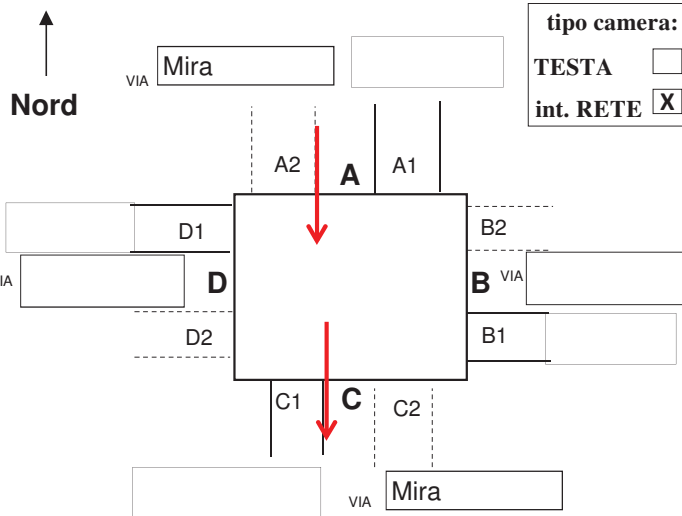 tipo camera:
VIA Mira
TESTA
Nord
int. RETE X
A2 A A1
D1 B2
VIA D B VIA
D2 B1
C1 C C2
VIA Mira